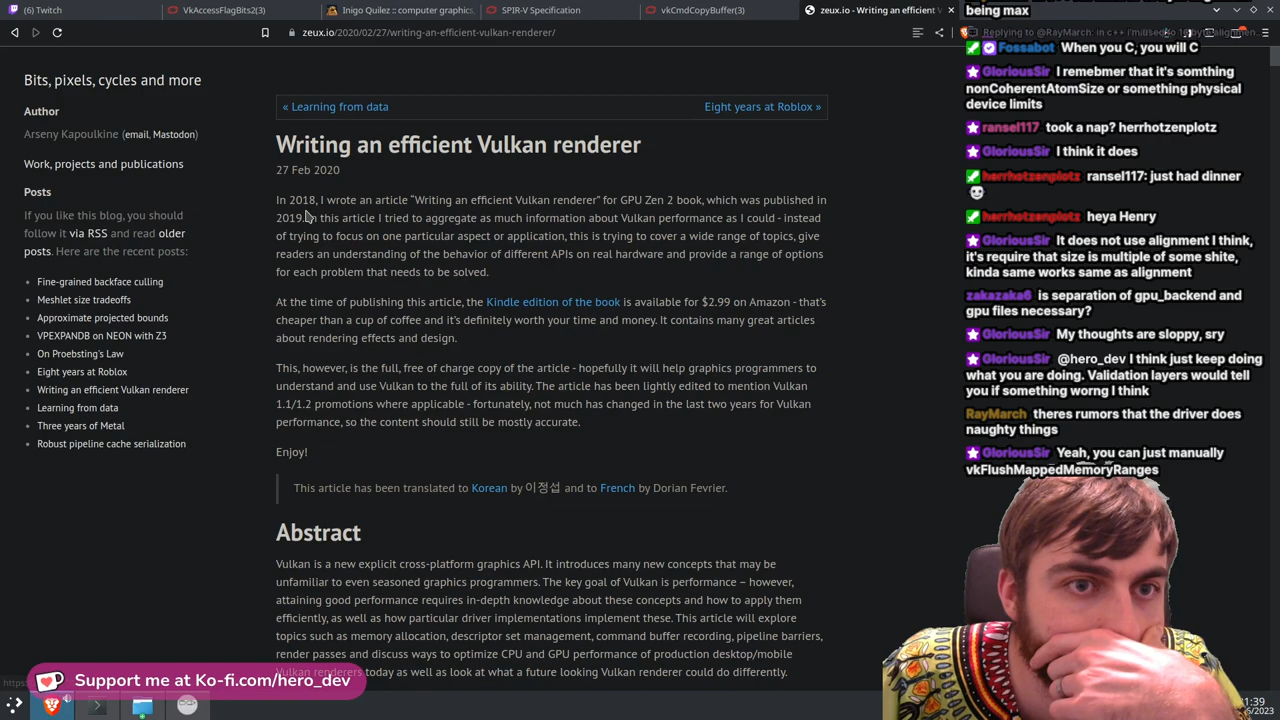 (6) Twitch
VkAccessFlagBits2(3)
Inigo Quilez :: computer graphics,
SPIR-V Specification
vkCmdCopyBuffer(3)
zeux.io - Writing an efficient V
zeux.io/2020/02/27/writing-an-efficient-vulkan-renderer/
Bits, pixels, cycles and more
Author
Arseny Kapoulkine (email, Mastodon)
Work, projects and publications
Posts
If you like this blog, you should
follow it via RSS and read older
posts. Here are the recent posts:
Fine-grained backface culling
Meshlet size tradeoffs
Approximate projected bounds
VPEXPANDB on NEON with Z3
On Proebsting's Law
Eight years at Roblox
Writing an efficient Vulkan renderer
Learning from data
Three years of Metal
Robust pipeline cache serialization
« Learning from data
Eight years at Roblox »
Writing an efficient Vulkan renderer
27 Feb 2020
In 2018, I wrote an article “Writing an efficient Vulkan renderer” for GPU Zen 2 book, which was published in
2019. In this article I tried to aggregate as much information about Vulkan performance as I could - instead
of trying to focus on one particular aspect or application, this is trying to cover a wide range of topics, give
readers an understanding of the behavior of different APIs on real hardware and provide a range of options
for each problem that needs to be solved.
At the time of publishing this article, the Kindle edition of the book is available for $2.99 on Amazon - that’s
cheaper than a cup of coffee and it’s definitely worth your time and money. It contains many great articles
about rendering effects and design.
This, however, is the full, free of charge copy of the article - hopefully it will help graphics programmers to
understand and use Vulkan to the full of its ability. The article has been lightly edited to mention Vulkan
1.1/1.2 promotions where applicable - fortunately, not much has changed in the last two years for Vulkan
performance, so the content should still be mostly accurate.
Enjoy!
This article has been translated to Korean by 이정섭 and to French by Dorian Fevrier.
Abstract
Vulkan is a new explicit cross-platform graphics API. It introduces many new concepts that may be
unfamiliar to even seasoned graphics programmers. The key goal of Vulkan is performance – however,
attaining good performance requires in-depth knowledge about these concepts and how to apply them
efficiently, as well as how particular driver implementations implement these. This article will explore
topics such as memory allocation, descriptor set management, command buffer recording, pipeline barriers,
render passes and discuss ways to optimize CPU and GPU performance of production desktop/mobile
Vulkan renderers today as well as look at what a future looking Vulkan renderer could do differently.
Support me at Ko-fi.com/hero_dev
being max
Replying to @RayMarch: in c++ i'm used to 16 byte alignmen...
Fossabot When you C, you will C
GloriousSir I remebmer that it's somthing
nonCoherentAtomSize or something physical
device limits
ransel117 took a nap? herrhotzenplotz
GloriousSir I think it does
herrhotzenplotz ransel117: just had dinner
herrhotzenplotz heya Henry
GloriousSir It does not use alignment I think,
it's require that size is multiple of some shite,
kinda same works same as alignment
zakazaka6 is separation of gpu_backend and
gpu files necessary?
GloriousSir My thoughts are sloppy, sry
GloriousSir @hero_dev I think just keep doing
what you are doing. Validation layers would tell
you if something worng I think
RayMarch theres rumors that the driver does
naughty things
GloriousSir Yeah, you can just manually
vkFlushMappedMemoryRanges